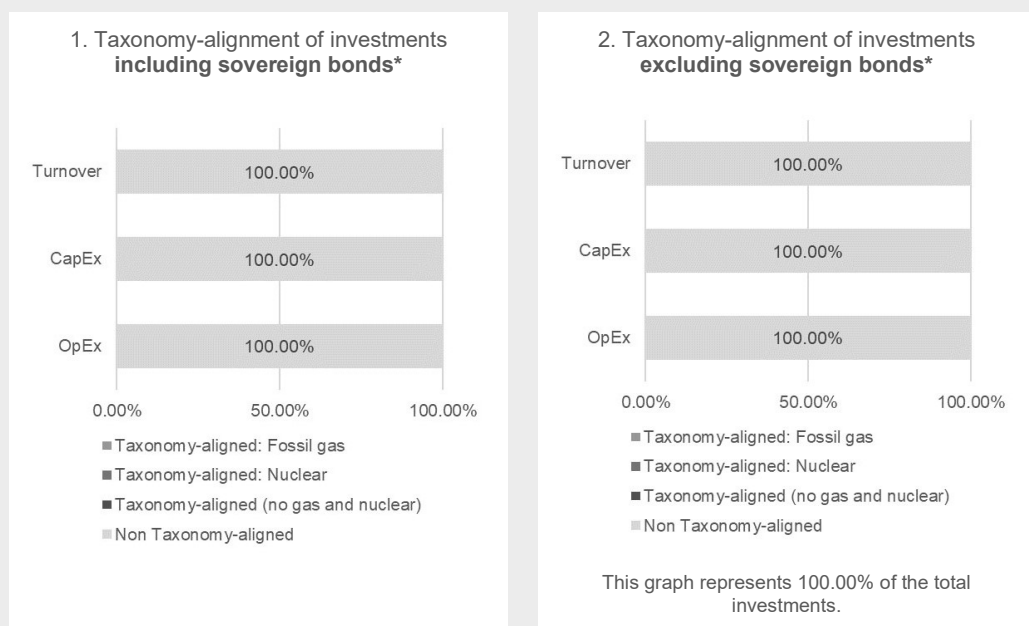 1. Taxonomy-alignment of investments
including sovereign bonds*
Turnover
100.00%
CapEx
100.00%
OpEx
100.00%
0.00%
50.00%
100.00%
Taxonomy-aligned: Fossil gas
Taxonomy-aligned: Nuclear
Taxonomy-aligned (no gas and nuclear)
Non Taxonomy-aligned
2. Taxonomy-alignment of investments
excluding sovereign bonds*
Turnover
100.00%
CapEx
100.00%
OpEx
100.00%
0.00%
50.00%
100.00%
Taxonomy-aligned: Fossil gas
Taxonomy-aligned: Nuclear
Taxonomy-aligned (no gas and nuclear)
Non Taxonomy-aligned
This graph represents 100.00% of the total
investments.